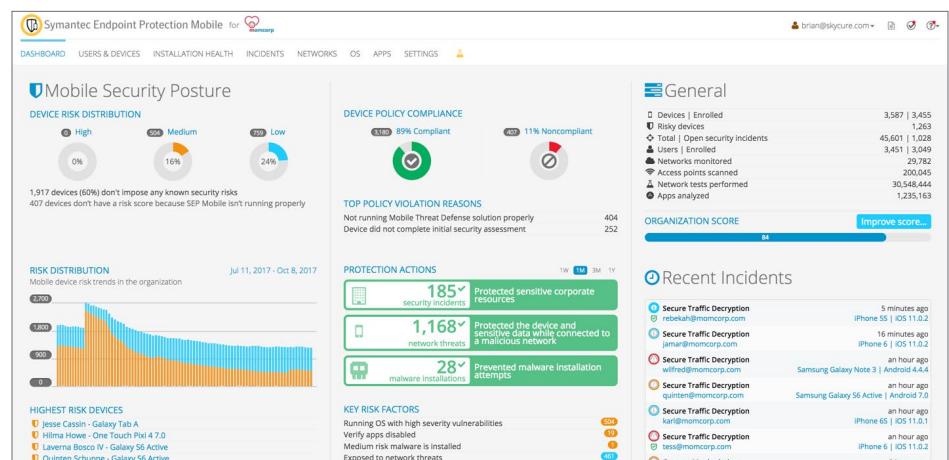 Symantec Endpoint Protection Mobile for momcorp
brian@skycure.com
DASHBOARD USERS & DEVICES INSTALLATION HEALTH INCIDENTS NETWORKS OS APPS SETTINGS
Mobile Security Posture
DEVICE RISK DISTRIBUTION
0 High 504 Medium 759 Low
0% 16% 24%
1,917 devices (60%) don't impose any known security risks
407 devices don't have a risk score because SEP Mobile isn't running properly
RISK DISTRIBUTION Jul 11, 2017 - Oct 8, 2017
Mobile device risk trends in the organization
2,700
1,800
900
0
HIGHEST RISK DEVICES
Jesse Cassin - Galaxy Tab A
Hilma Howe - One Touch Pixi 4 7.0
Laverna Bosco IV - Galaxy S6 Active
Quinten Schuppe - Galaxy S6 Active
DEVICE POLICY COMPLIANCE
3,180 89% Compliant 407 11% Noncompliant
TOP POLICY VIOLATION REASONS
Not running Mobile Threat Defense solution properly 404
Device did not complete initial security assessment 252
PROTECTION ACTIONS 1W 1M 3M 1Y
185 security incidents Protected sensitive corporate resources
1,168 network threats Protected the device and sensitive data while connected to a malicious network
28 malware installations Prevented malware installation attempts
KEY RISK FACTORS
Running OS with high severity vulnerabilities 504
Verify apps disabled 19
Medium risk malware is installed 1
Exposed to network threats 461
General
Devices | Enrolled 3,587 | 3,455
Risky devices 1,263
Total | Open security incidents 45,601 | 1,028
Users | Enrolled 3,451 | 3,049
Networks monitored 29,782
Access points scanned 200,045
Network tests performed 30,548,444
Apps analyzed 1,235,163
ORGANIZATION SCORE Improve score...
84
Recent Incidents
Secure Traffic Decryption 5 minutes ago
rebekah@momcorp.com iPhone 5S | iOS 11.0.2
Secure Traffic Decryption 16 minutes ago
jamar@momcorp.com iPhone 6 | iOS 11.0.2
Secure Traffic Decryption an hour ago
wilfred@momcorp.com Samsung Galaxy Note 3 | Android 4.4.4
Secure Traffic Decryption an hour ago
quinten@momcorp.com Samsung Galaxy S6 Active | Android 7.0
Secure Traffic Decryption an hour ago
karl@momcorp.com iPhone 6S | iOS 11.0.1
Secure Traffic Decryption an hour ago
tess@momcorp.com iPhone 6 | iOS 11.0.2